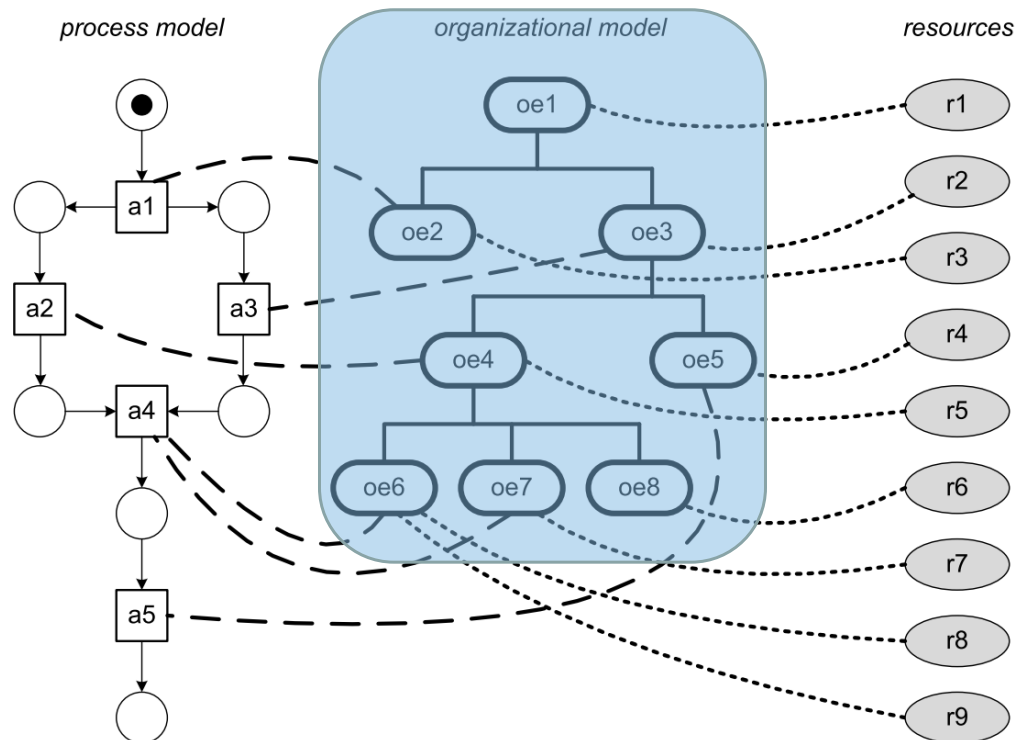 process model
organizational model
resources
oe1
r1
r2
a1
oe2
oe3
r3
a2
a3
r4
oe4
oe5
a4
r5
oe6
oe7
oe8
r6
r7
a5
r8
r9